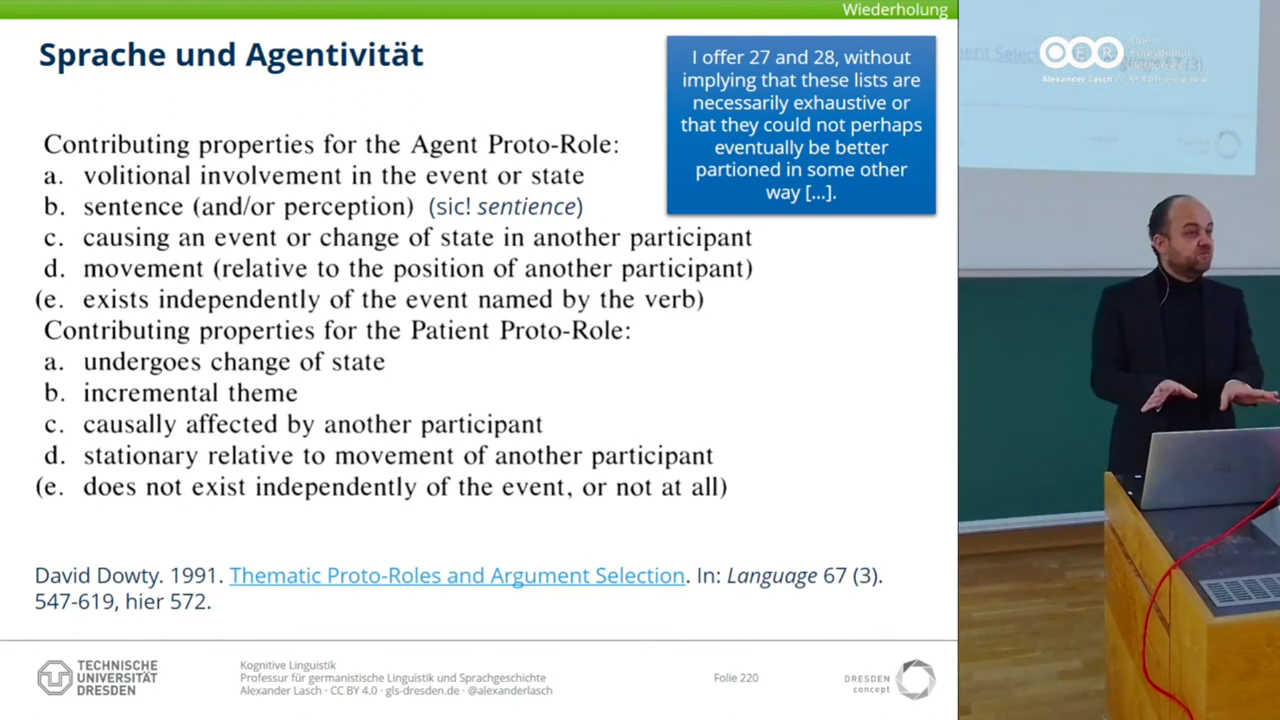 Wiederholung
Sprache und Agentivität
I offer 27 and 28, without
implying that these lists are
necessarily exhaustive or
that they could not perhaps
eventually be better
partioned in some other
way [...].
Contributing properties for the Agent Proto-Role:
a. volitional involvement in the event or state
b. sentence (and/or perception) (sic! sentience)
c. causing an event or change of state in another participant
d. movement (relative to the position of another participant)
(e. exists independently of the event named by the verb)
Contributing properties for the Patient Proto-Role:
a. undergoes change of state
b. incremental theme
c. causally affected by another participant
d. stationary relative to movement of another participant
(e. does not exist independently of the event, or not at all)
David Dowty. 1991. Thematic Proto-Roles and Argument Selection. In: Language 67 (3).
547-619, hier 572.
TECHNISCHE
UNIVERSITÄT
DRESDEN
Kognitive Linguistik
Professur für germanistische Linguistik und Sprachgeschichte
Alexander Lasch · CC BY 4.0 · gls-dresden.de · @alexanderlasch
Folie 220
DRESDEN
concept
OER
Open
Educational
Alexander Lasch